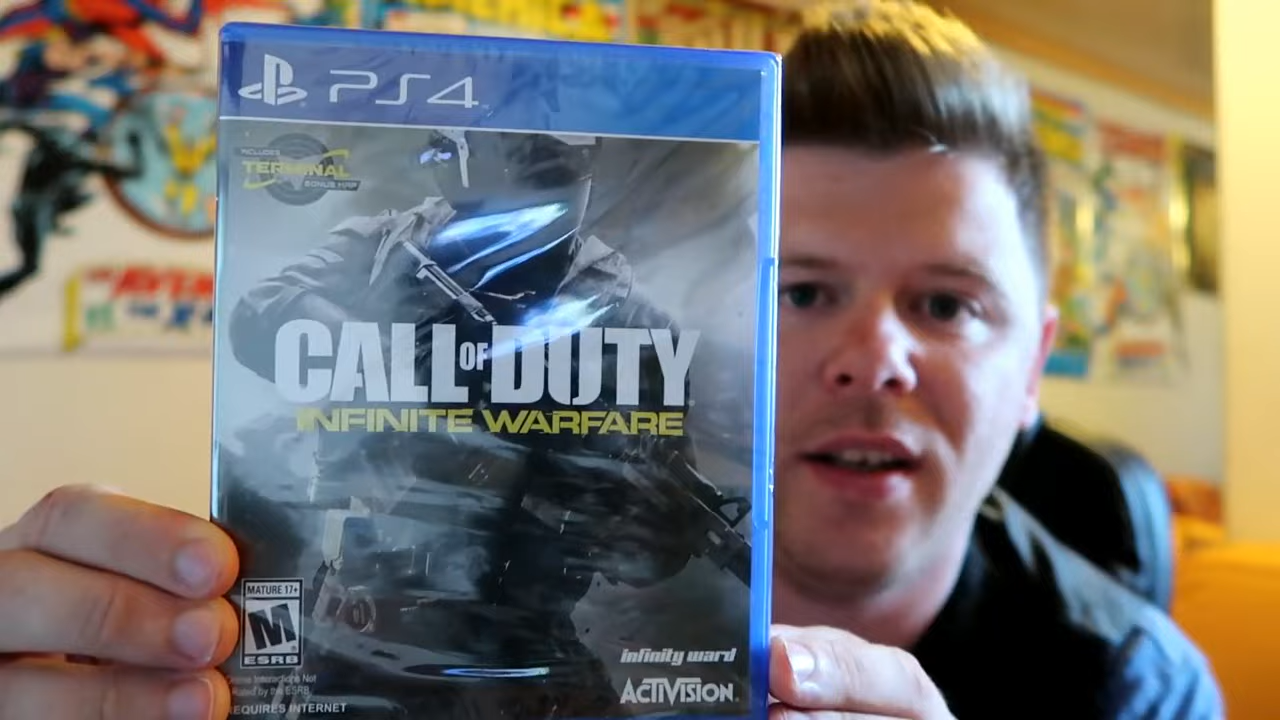 PS4
INCLUDES
TERMINAL
BONUS MAP
CALL OF DUTY
INFINITE WARFARE
MATURE 17+
M
ESRB
Online Interactions Not
Rated by the ESRB
REQUIRES INTERNET
infinity ward
ACTIVISION